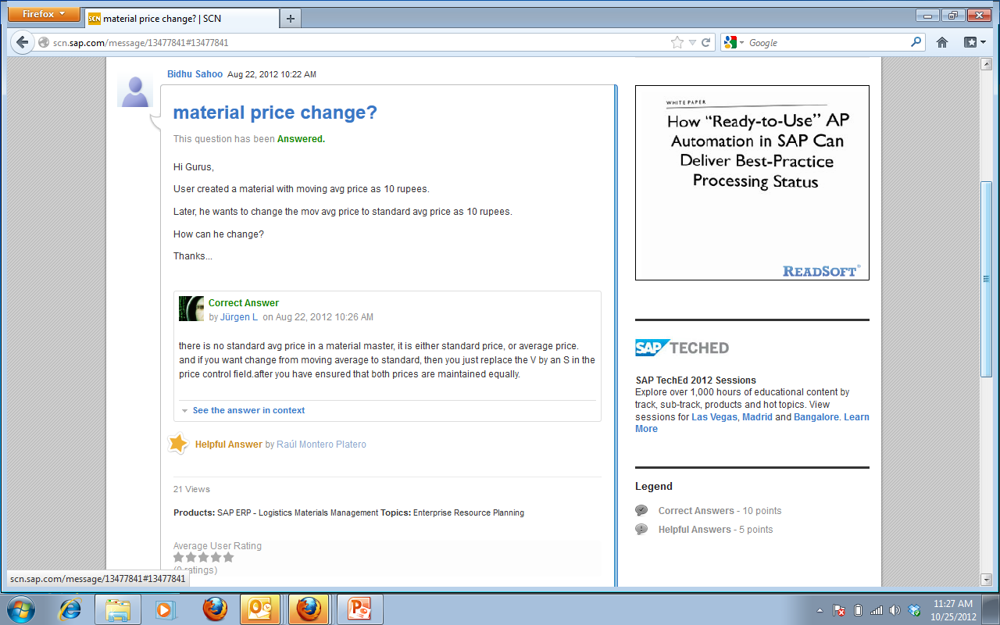 Firefox
SCN material price change? | SCN
scn.sap.com/message/13477841#13477841
Google
Bidhu Sahoo Aug 22, 2012 10:22 AM
material price change?
This question has been Answered.
Hi Gurus,
User created a material with moving avg price as 10 rupees.
Later, he wants to change the mov avg price to standard avg price as 10 rupees.
How can he change?
Thanks...
Correct Answer
by Jürgen L on Aug 22, 2012 10:26 AM
there is no standard avg price in a material master, it is either standard price, or average price.
and if you want change from moving average to standard, then you just replace the V by an S in the
price control field.after you have ensured that both prices are maintained equally.
See the answer in context
Helpful Answer by Raúl Montero Platero
21 Views
Products: SAP ERP - Logistics Materials Management Topics: Enterprise Resource Planning
Average User Rating
(0 ratings)
WHITE PAPER
How “Ready-to-Use” AP
Automation in SAP Can
Deliver Best-Practice
Processing Status
READSOFT
SAP TECHED
SAP TechEd 2012 Sessions
Explore over 1,000 hours of educational content by
track, sub-track, products and hot topics. View
sessions for Las Vegas, Madrid and Bangalore. Learn
More
Legend
Correct Answers - 10 points
Helpful Answers - 5 points
scn.sap.com/message/13477841#13477841
11:27 AM
10/25/2012